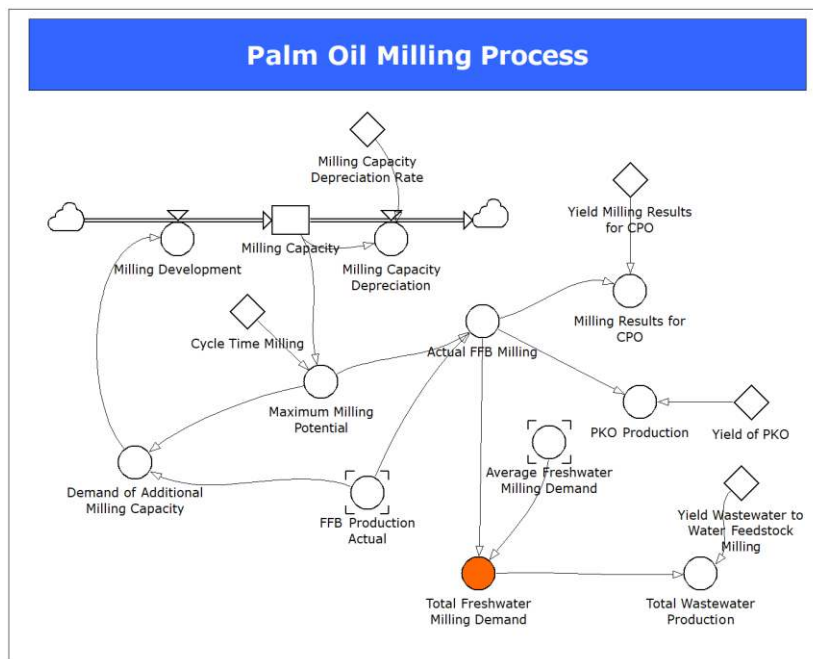 Palm Oil Milling Process
Milling Capacity
Depreciation Rate
Yield Milling Results
for CPO
Milling Development
Milling Capacity
Milling Capacity
Depreciation
Milling Results for
CPO
Cycle Time Milling
Actual FFB Milling
Maximum Milling
Potential
PKO Production
Yield of PKO
Demand of Additional
Milling Capacity
FFB Production
Actual
Average Freshwater
Milling Demand
Yield Wastewater to
Water Feedstock
Milling
Total Freshwater
Milling Demand
Total Wastewater
Production